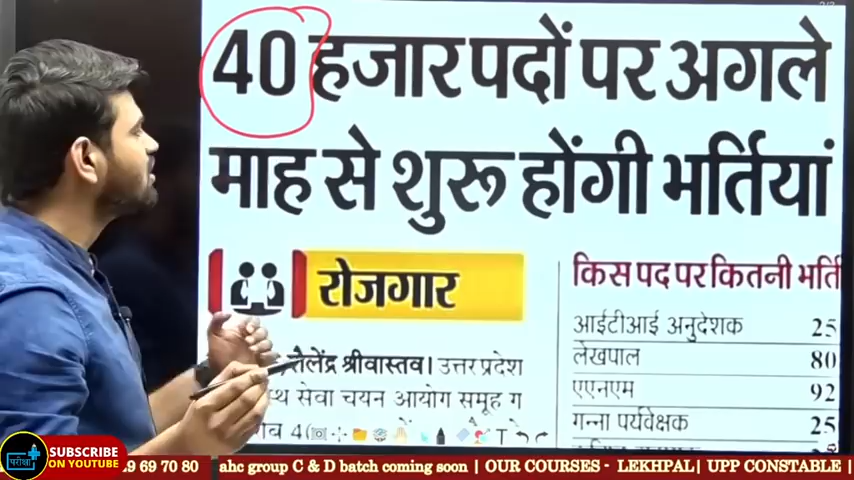 40 हजार पदों पर अगले
माह से शुरू होंगी भर्तियां
रोजगार
शैलेंद्र श्रीवास्तव। उत्तर प्रदेश
सेवा चयन आयोग समूह ग
4(
किस पद पर कितनी भर्ती
आईटीआई अनुदेशक 25
लेखपाल 80
एएनएम 92
गन्ना पर्यवेक्षक 25
T
परीक्षा
SUBSCRIBE
ON YOUTUBE
49 69 70 80 ahc group C & D batch coming soon | OUR COURSES - LEKHPAL| UPP CONSTABLE |